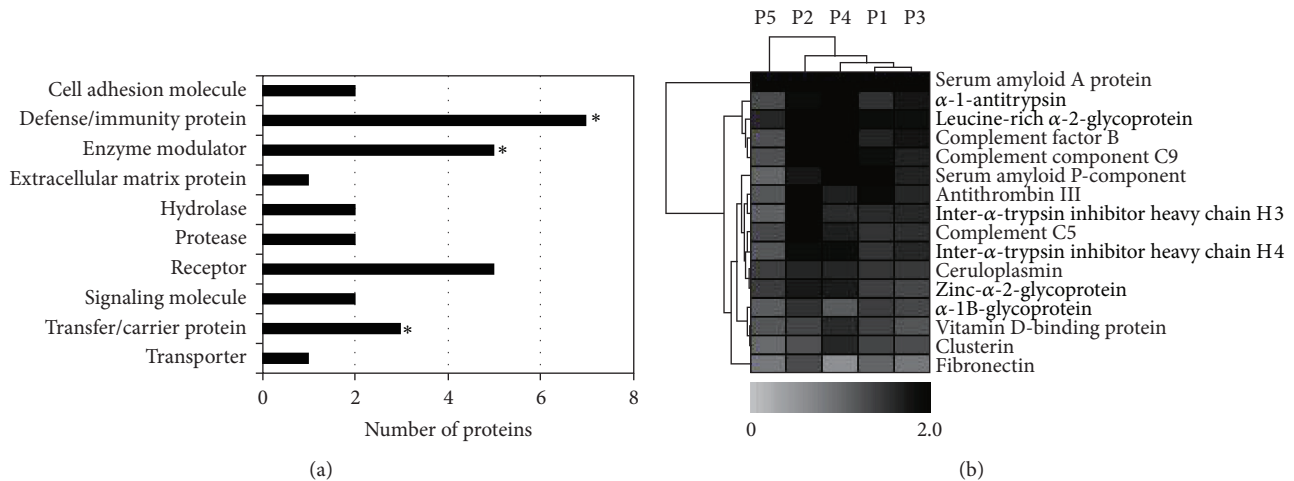 Cell adhesion molecule
Defense/immunity protein
*
Enzyme modulator
*
Extracellular matrix protein
Hydrolase
Protease
Receptor
Signaling molecule
Transfer/carrier protein
*
Transporter
0 2 4 6 8
Number of proteins
(a)
P5 P2 P4 P1 P3
Serum amyloid A protein
α-1-antitrypsin
Leucine-rich α-2-glycoprotein
Complement factor B
Complement component C9
Serum amyloid P-component
Antithrombin III
Inter-α-trypsin inhibitor heavy chain H3
Complement C5
Inter-α-trypsin inhibitor heavy chain H4
Ceruloplasmin
Zinc-α-2-glycoprotein
α-1B-glycoprotein
Vitamin D-binding protein
Clusterin
Fibronectin
0 2.0
(b)